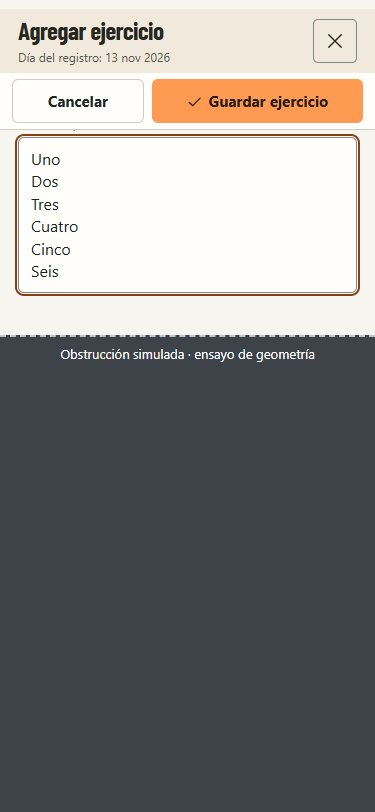 Agregar ejercicio
Día del registro: 13 nov 2026
Cancelar
Guardar ejercicio
Uno
Dos
Tres
Cuatro
Cinco
Seis
Obstrucción simulada · ensayo de geometría